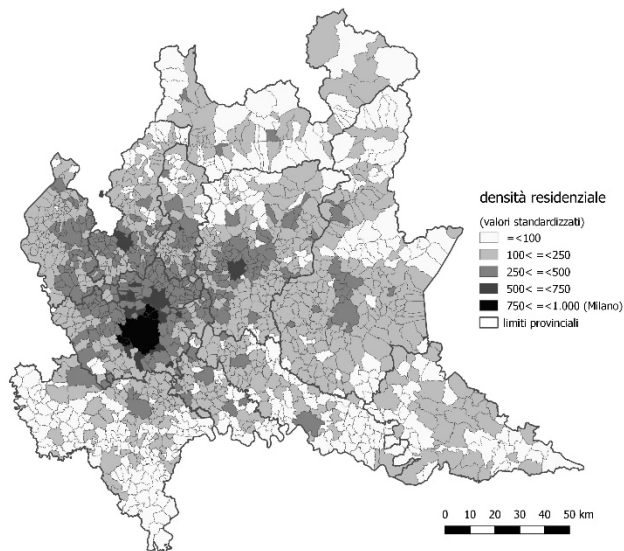 densità residenziale
(valori standardizzati)
=<100
100< =<250
250< =<500
500< =<750
750< =<1.000 (Milano)
limiti provinciali
0 10 20 30 40 50 km